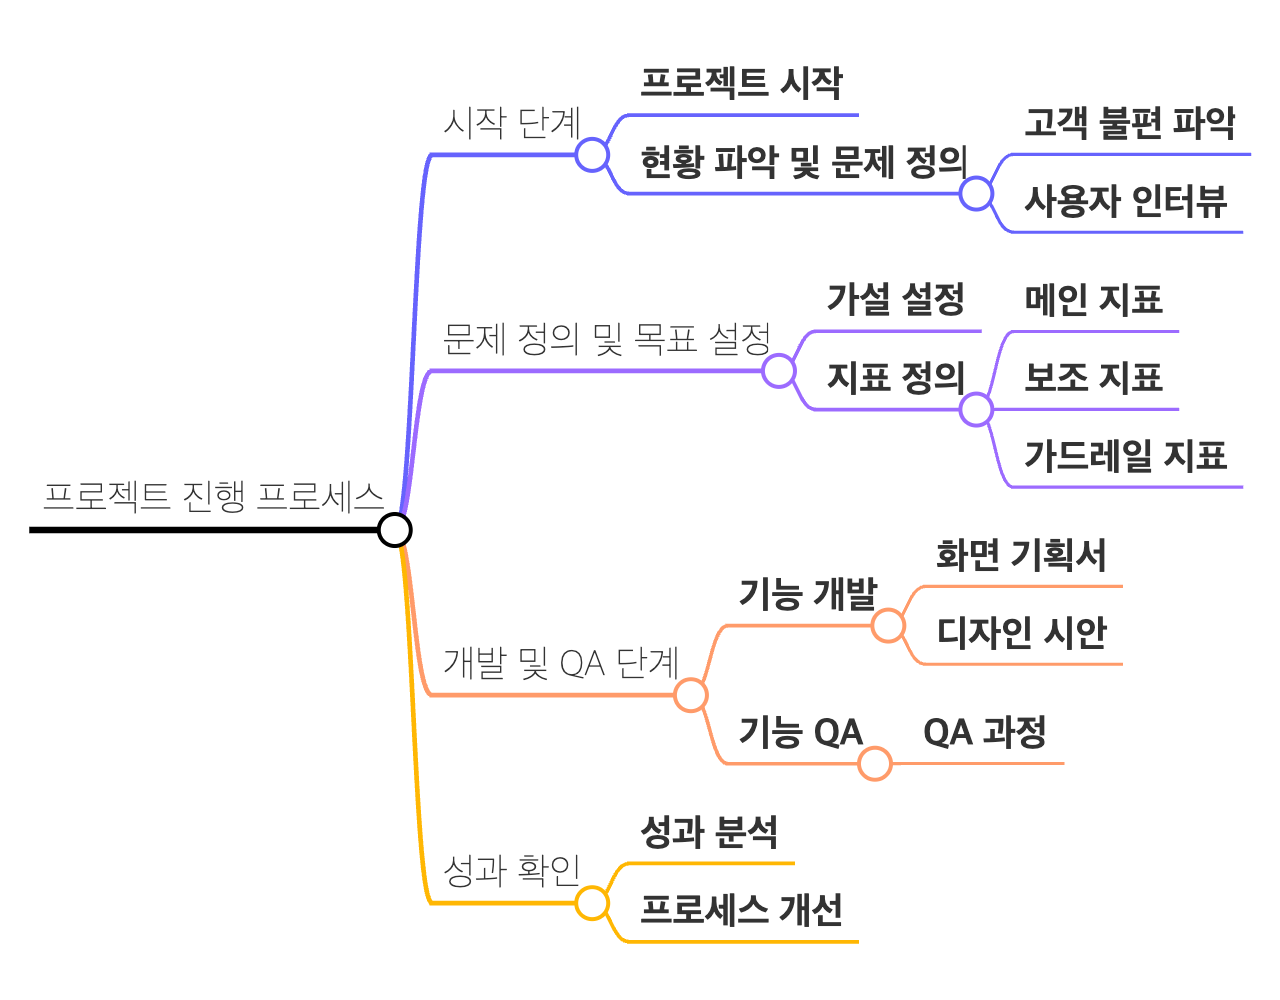 프로젝트 진행 프로세스
시작 단계
프로젝트 시작
현황 파악 및 문제 정의
고객 불편 파악
사용자 인터뷰
문제 정의 및 목표 설정
가설 설정
지표 정의
메인 지표
보조 지표
가드레일 지표
개발 및 QA 단계
기능 개발
화면 기획서
디자인 시안
기능 QA
QA 과정
성과 확인
성과 분석
프로세스 개선